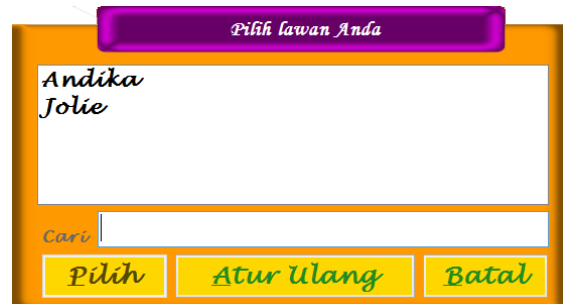 Pilih lawan Anda
Andika
Jolie
Cari
Pilih Atur Ulang Batal